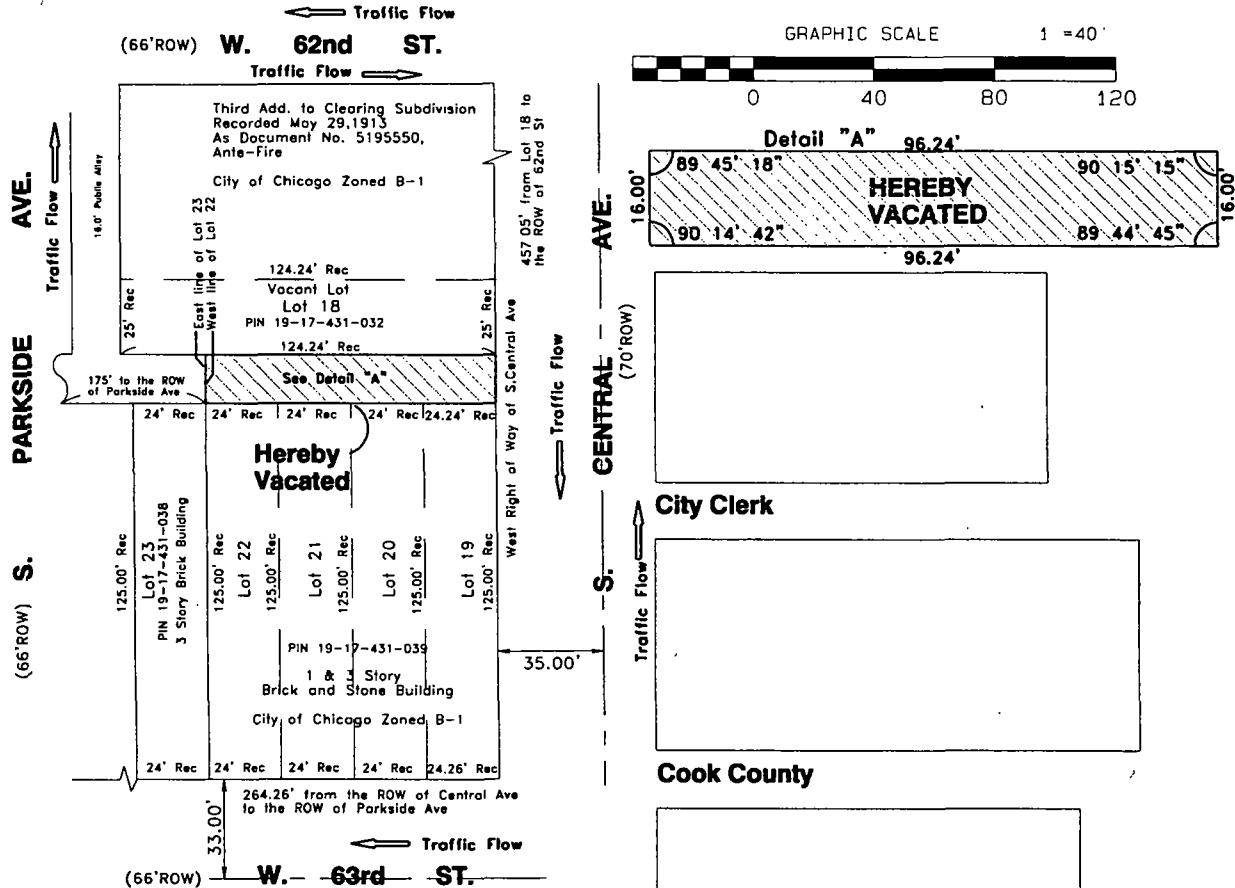 Traffic Flow
(66'ROW) W. 62nd ST.
Traffic Flow
GRAPHIC SCALE 1 =40'
0 40 80 120
Third Add. to Clearing Subdivision
Recorded May 29,1913
As Document No. 5195550,
Ante-Fire
City of Chicago Zoned B-1
16.0' Public Alley
Traffic Flow
S. PARKSIDE AVE.
(66'ROW)
East line of Lot 23
West line of Lot 22
457.05' from Lot 18 to
the ROW of 62nd St
124.24' Rec
Vacant Lot
Lot 18
PIN 19-17-431-032
25' Rec
25' Rec
124.24' Rec
175' to the ROW
of Parkside Ave
See Detail "A"
24' Rec 24' Rec 24' Rec 24' Rec 24.24' Rec
Hereby
Vacated
West Right of Way of S.Central Ave
Traffic Flow
S. CENTRAL AVE.
(70'ROW)
Traffic Flow
Detail "A"
96.24'
89 45' 18" 90 15' 15"
16.00'
HEREBY
VACATED
16.00'
90 14' 42" 89 44' 45"
96.24'
City Clerk
Cook County
125.00' Rec
Lot 23
PIN 19-17-431-038
3 Story Brick Building
125.00' Rec
Lot 22
125.00' Rec
Lot 21
125.00' Rec
Lot 20
125.00' Rec
Lot 19
125.00' Rec
PIN 19-17-431-039
1 & 3 Story
Brick and Stone Building
City of Chicago Zoned B-1
35.00'
24' Rec 24' Rec 24' Rec 24' Rec 24.26' Rec
264.26' from the ROW of Central Ave
to the ROW of Parkside Ave
33.00'
Traffic Flow
(66'ROW) W. 63rd ST.